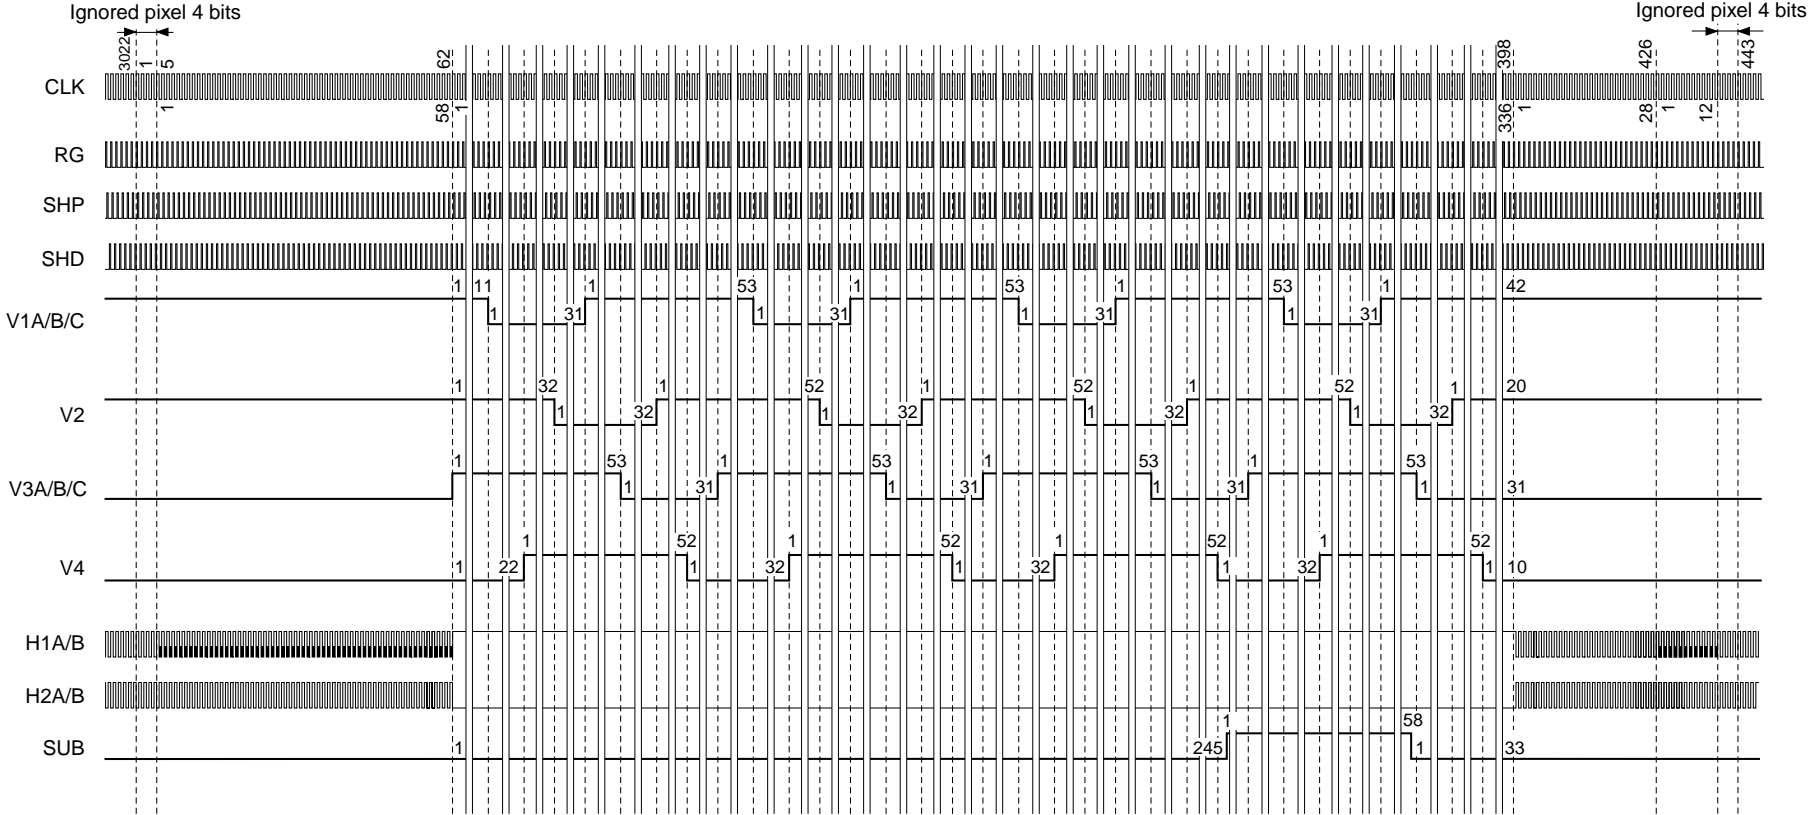 Ignored pixel 4 bits Ignored pixel 4 bits
3022 1 5 62 398 426 443
CLK
1 58 1 336 1 28 1 12
RG
SHP
SHD
1 11 1 53 1 53 1 53 1 42
V1A/B/C 1 31 1 31 1 31 1 31
1 32 1 52 1 52 1 52 1 20
V2 1 32 1 32 1 32 1 32
1 53 1 53 1 53 1 53
V3A/B/C 1 31 1 31 1 31 1 31
1 52 1 52 1 52 1 52
V4 1 22 1 32 1 32 1 32 1 10
H1A/B
H2A/B
1 58
SUB 1 245 1 33